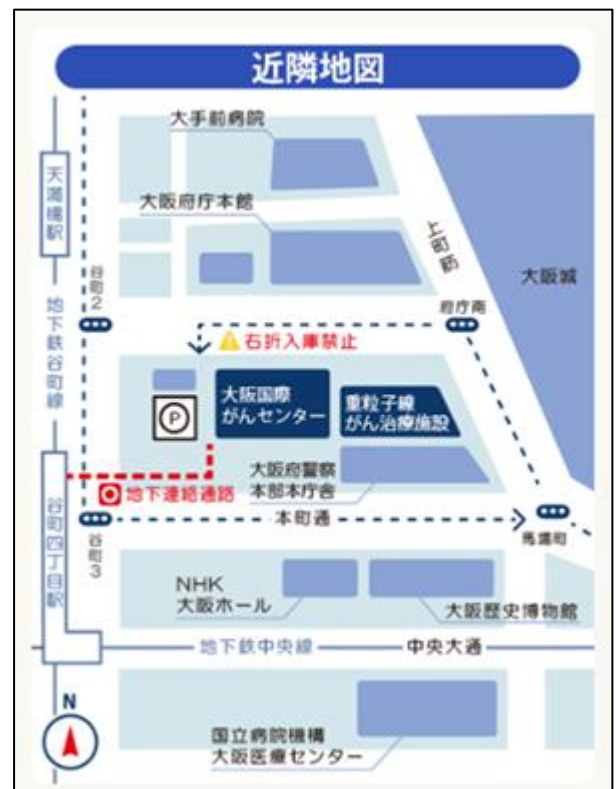 近隣地図
大手前病院
天満橋駅
大阪府庁本館
上町筋
大阪城
谷町2
府庁南
地下鉄谷町線
右折入庫禁止
大阪国際
がんセンター
重粒子線
がん治療施設
P
大阪府警察
本部本庁舎
地下連絡通路
本町通
谷町四丁目駅
谷町3
馬場町
NHK
大阪ホール
大阪歴史博物館
地下鉄中央線
中央大通
N
国立病院機構
大阪医療センター